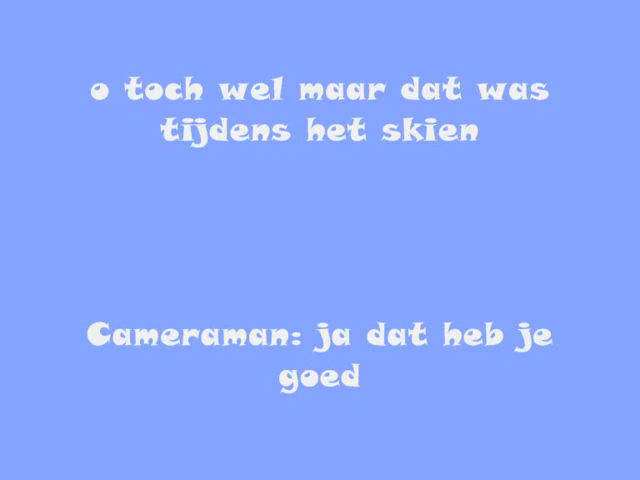 o toch wel maar dat was
tijdens het skien
Cameraman: ja dat heb je
goed